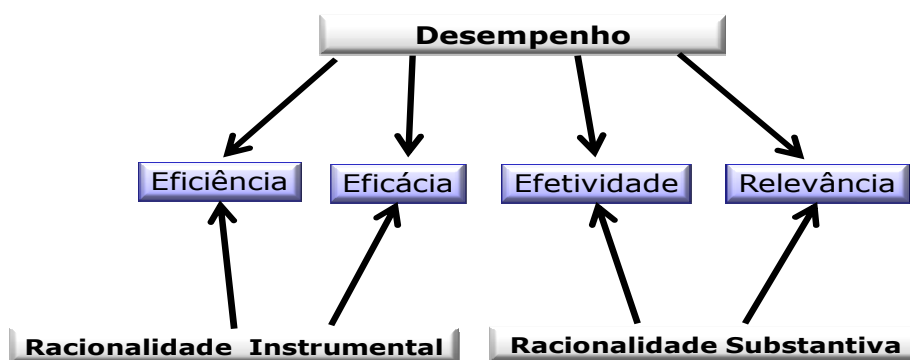 Desempenho
Eficiência Eficácia Efetividade Relevância
Racionalidade Instrumental Racionalidade Substantiva